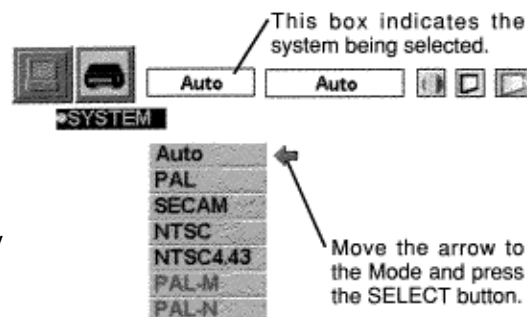 This box indicates the
system being selected.
Auto
Auto
SYSTEM
Auto
PAL
SECAM
NTSC
NTSC4.43
PAL-M
PAL-N
Move the arrow to
the Mode and press
the SELECT button.